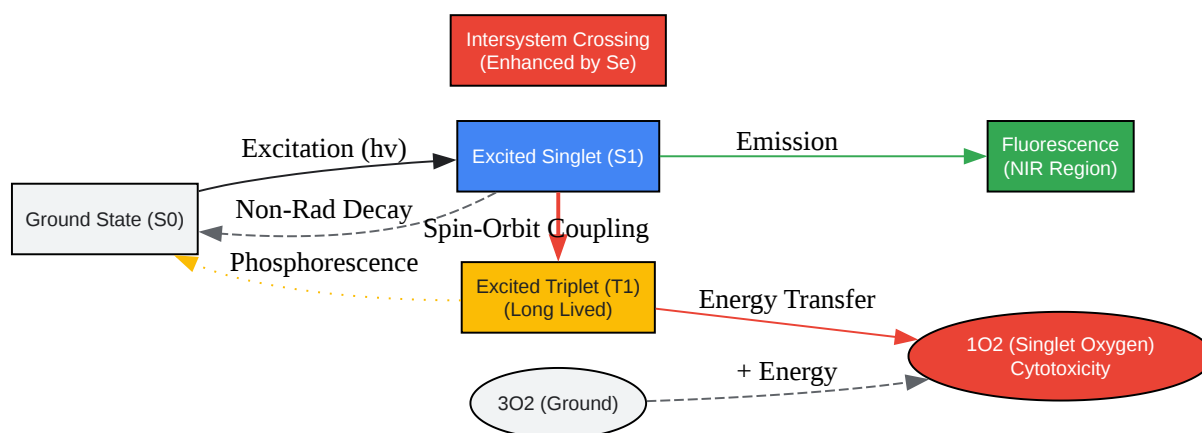 Intersystem Crossing
(Enhanced by Se)
Excitation (hv)
Excited Singlet (S1)
Emission
Fluorescence
(NIR Region)
Ground State (S0)
Non-Rad Decay
Spin-Orbit Coupling
Phosphorescence
Excited Triplet (T1)
(Long Lived)
Energy Transfer
1O2 (Singlet Oxygen)
Cytotoxicity
+ Energy
3O2 (Ground)